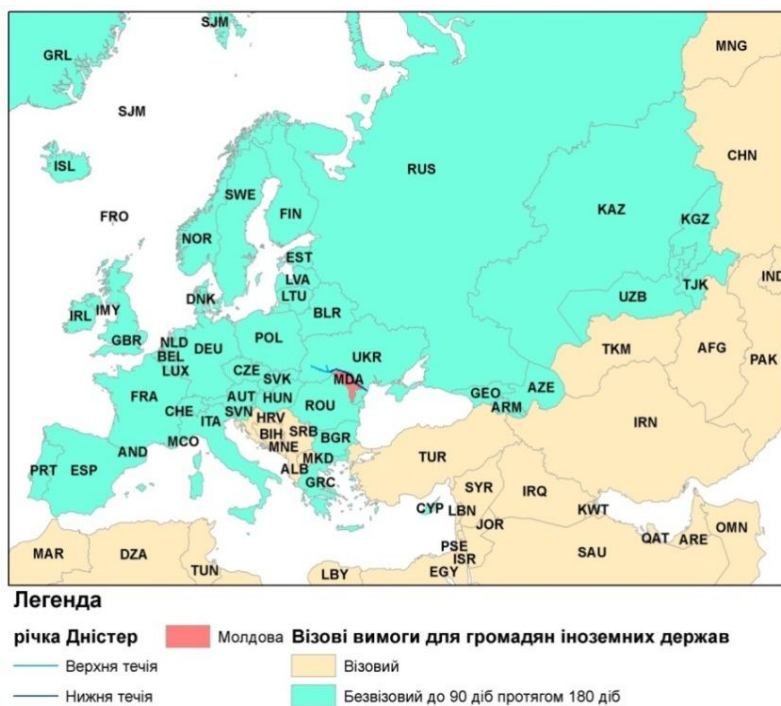 SJM
GRL
MNG
SJM
CHN
RUS
ISL
SWE
KAZ
FIN
KGZ
FRO
NOR
EST
LVA
IND
TJK
DNK
LTU
UZB
IRL
IMY
BLR
GBR
NLD
POL
DEU
AFG
BEL
UKR
TKM
PAK
LUX
CZE
SVK
MDA
FRA
AUT
HUN
GEO
AZE
CHE
SVN
ROU
ARM
ITA
HRV
IRN
BIH
SRB
MCO
BGR
MNE
AND
MKD
TUR
PRT
ESP
ALB
GRC
SYR
IRQ
CYP
LBN
KWT
JOR
OMN
PSE
QAT
ARE
MAR
DZA
ISR
SAU
TUN
LBY
EGY
Легенда
річка Дністер
Молдова
Візові вимоги для громадян іноземних держав
Верхня течія
Візовий
Нижня течія
Безвізовий до 90 діб протягом 180 діб